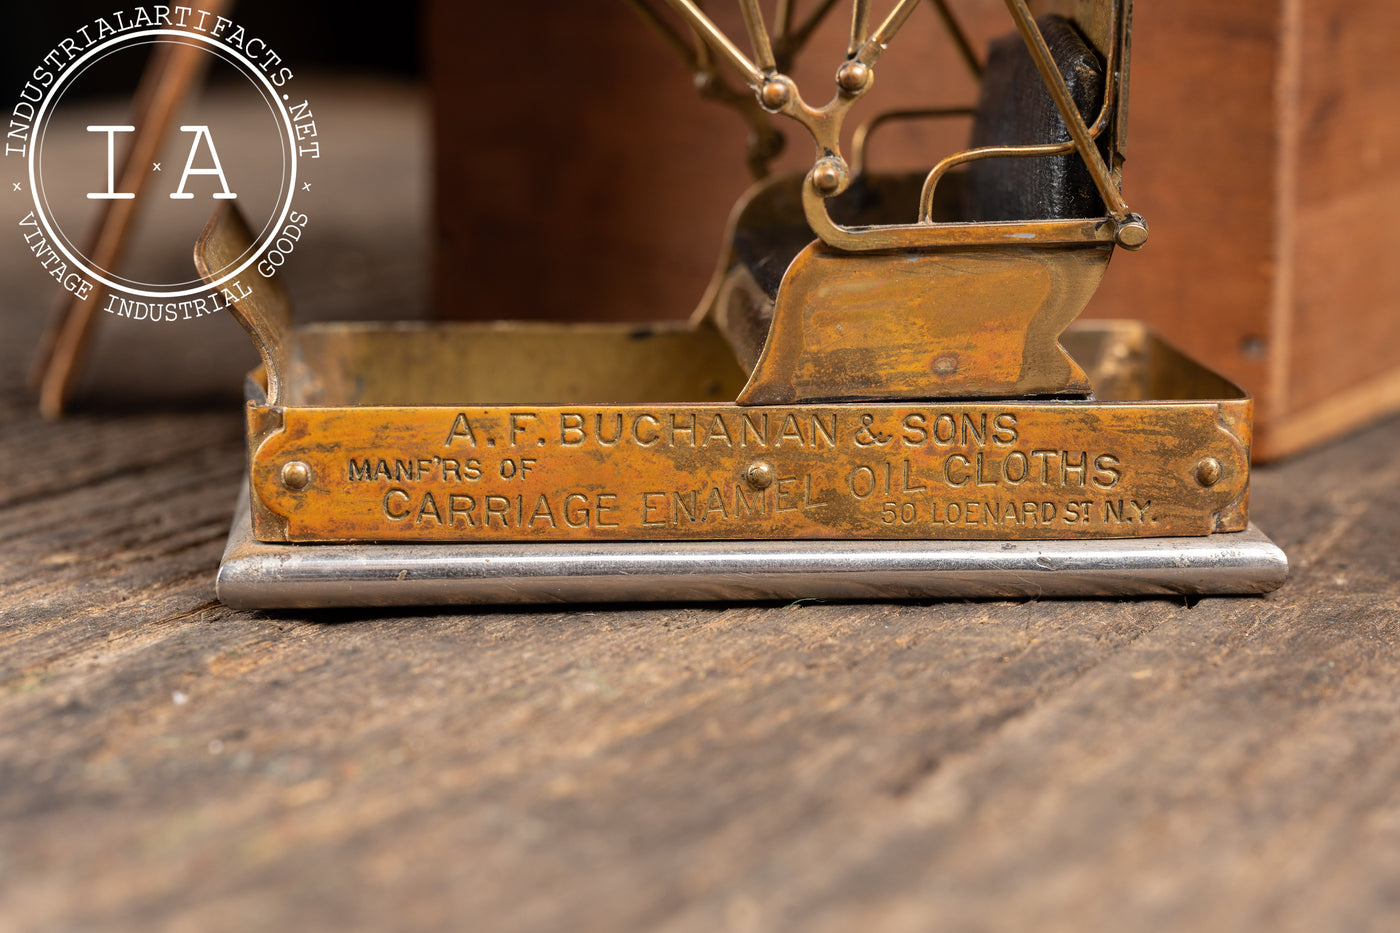 INDUSTRIALARTIFACTS.NET
I·A
VINTAGE INDUSTRIAL GOODS
A. F. BUCHANAN & SONS
MANF'RS OF
CARRIAGE ENAMEL OIL CLOTHS
50 LOENARD ST. N.Y.